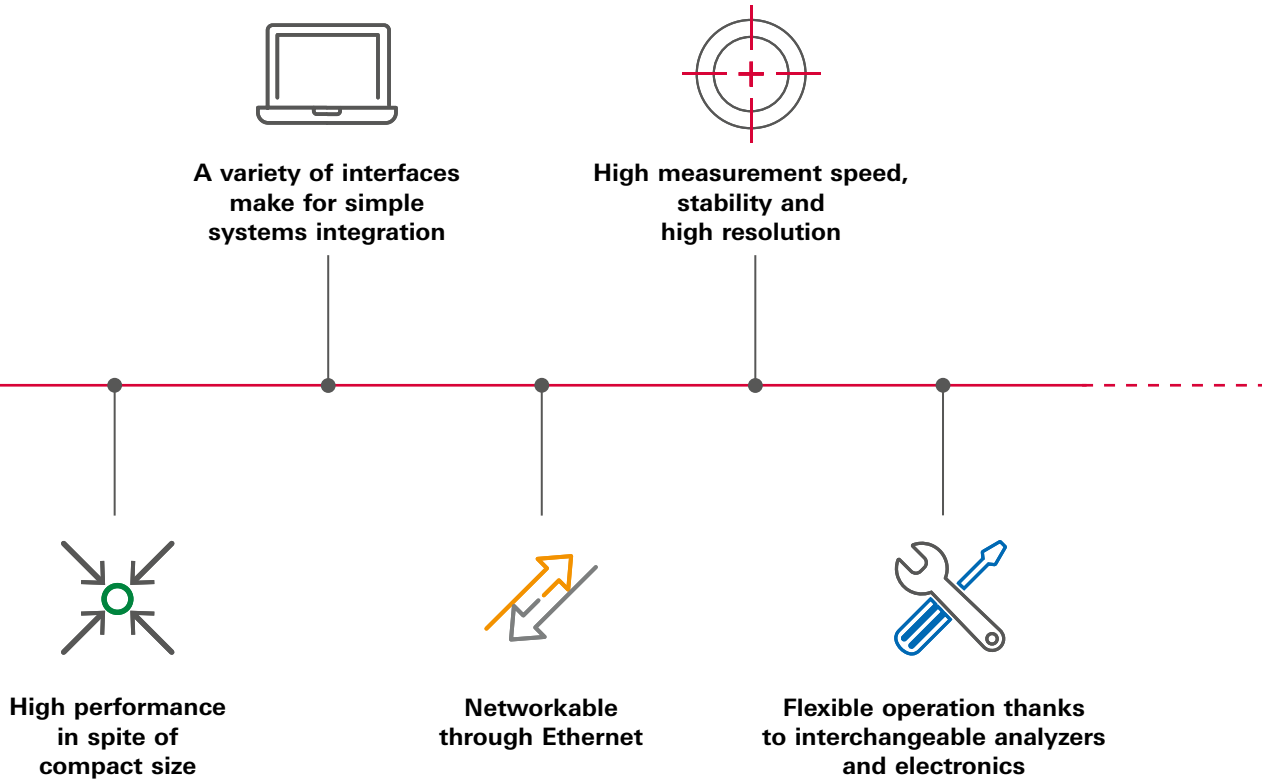 A variety of interfaces
make for simple
systems integration
High measurement speed,
stability and
high resolution
High performance
in spite of
compact size
Networkable
through Ethernet
Flexible operation thanks
to interchangeable analyzers
and electronics